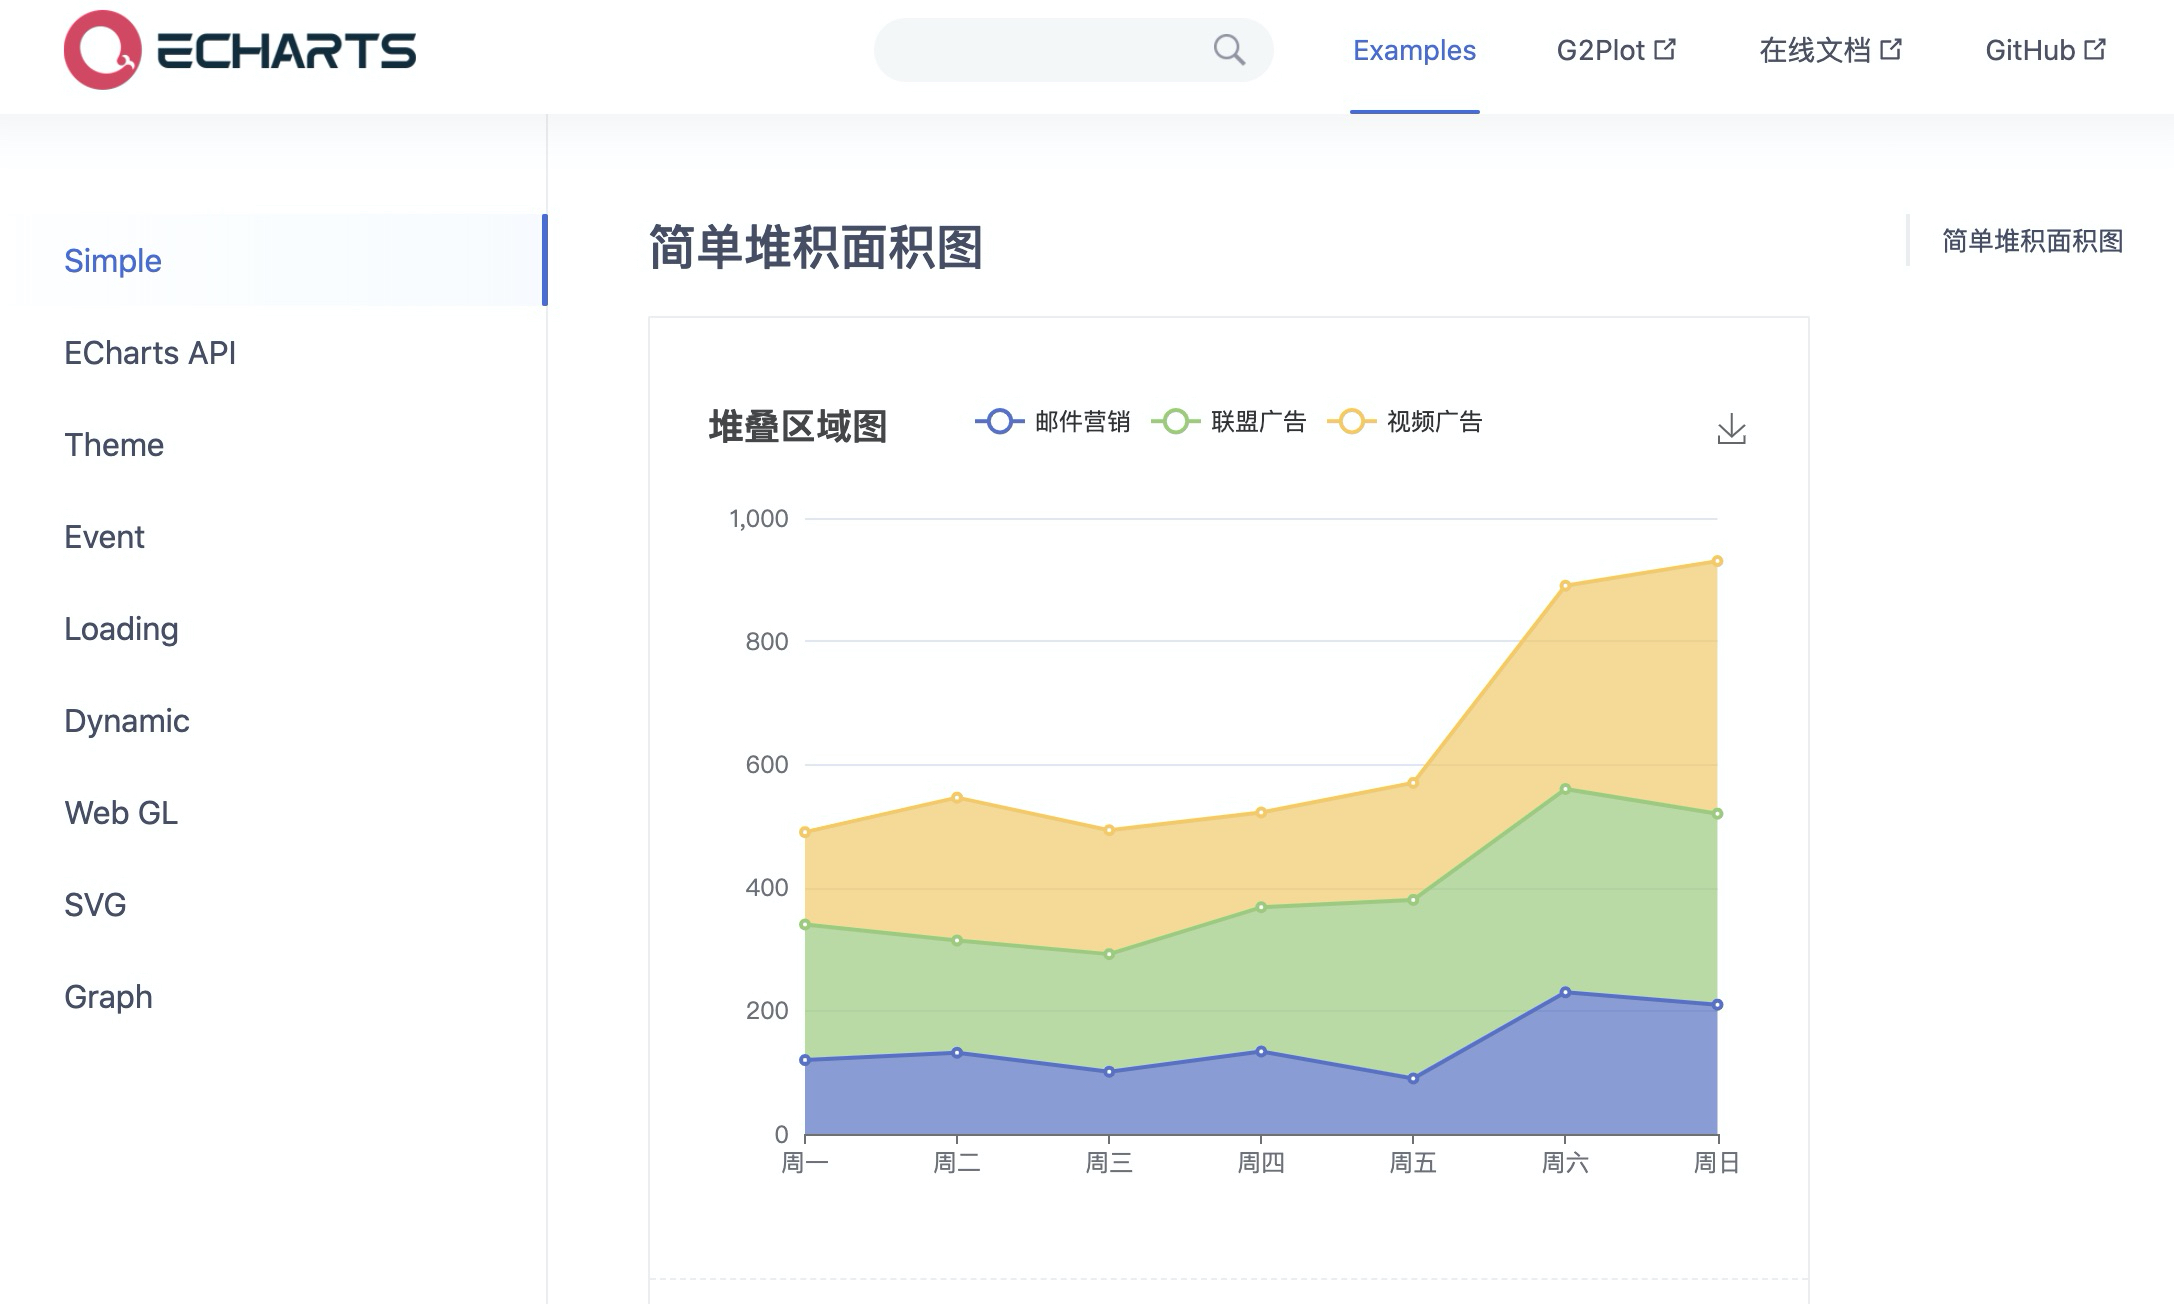 ECHARTS
Examples
G2Plot
在线文档
GitHub
Simple
ECharts API
Theme
Event
Loading
Dynamic
Web GL
SVG
Graph
简单堆积面积图
简单堆积面积图
堆叠区域图
邮件营销
联盟广告
视频广告
1,000
800
600
400
200
0
周一
周二
周三
周四
周五
周六
周日